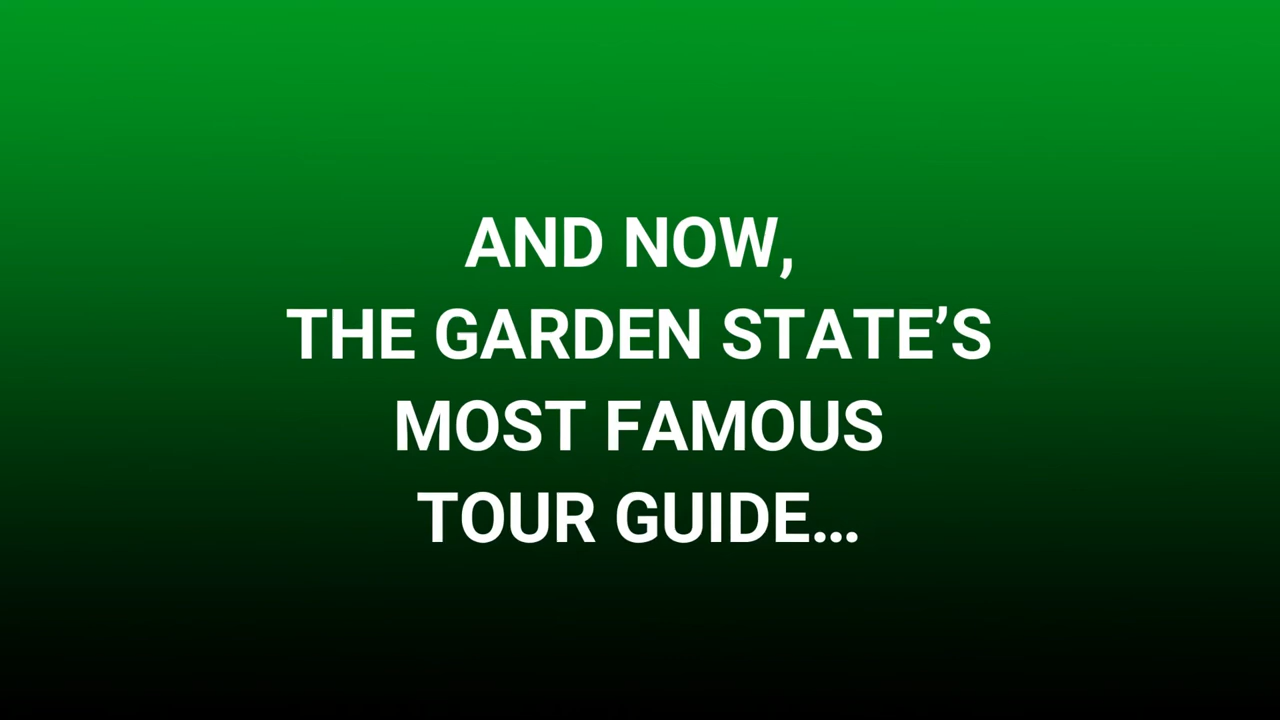 AND NOW,
THE GARDEN STATE’S
MOST FAMOUS
TOUR GUIDE…